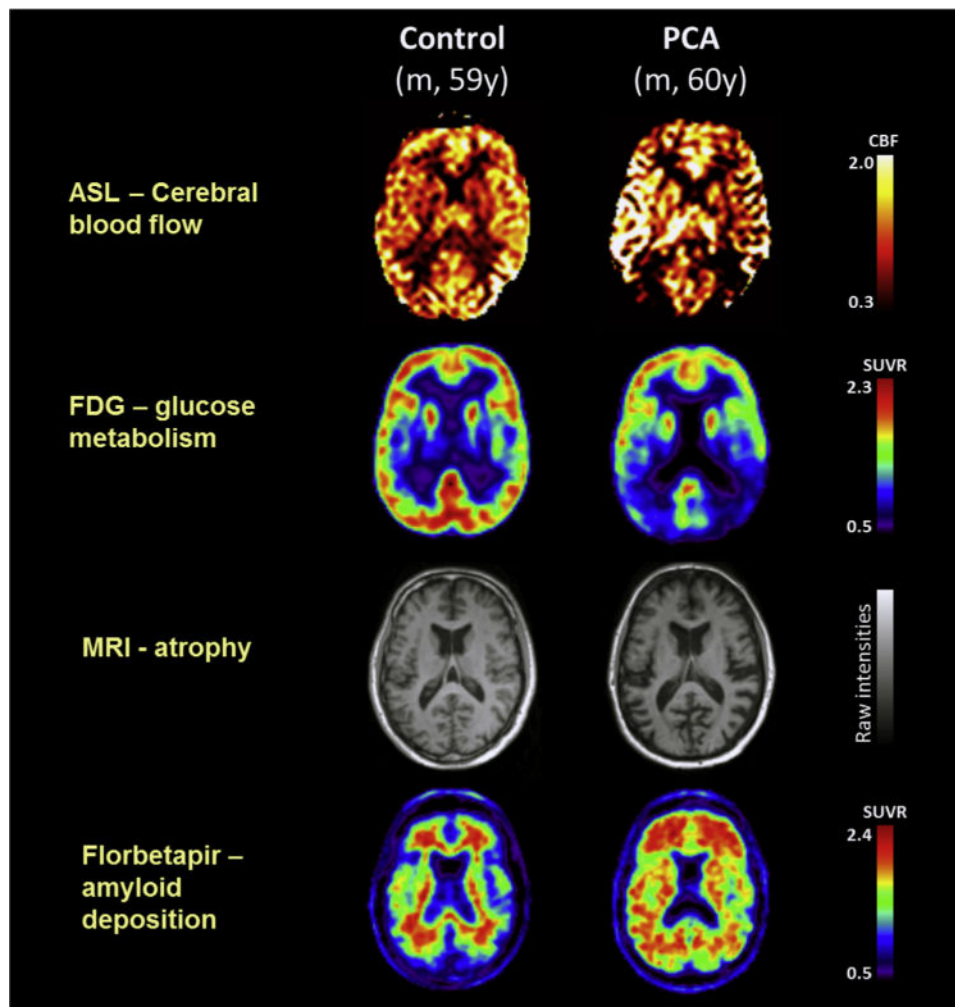 Control
(m, 59y)
PCA
(m, 60y)
ASL – Cerebral
blood flow
CBF
2.0
0.3
FDG – glucose
metabolism
SUVR
2.3
0.5
MRI - atrophy
Raw intensities
Florbetapir –
amyloid
deposition
SUVR
2.4
0.5